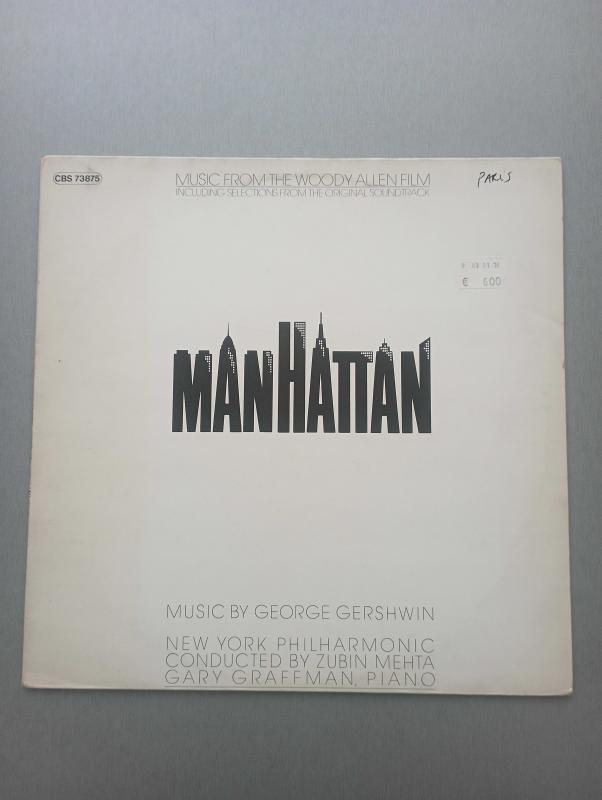 CBS 73875
MUSIC FROM THE WOODY ALLEN FILM
INCLUDING SELECTIONS FROM THE ORIGINAL SOUNDTRACK
PARIS
€ 600
MANHATTAN
MUSIC BY GEORGE GERSHWIN
NEW YORK PHILHARMONIC
CONDUCTED BY ZUBIN MEHTA
GARY GRAFFMAN, PIANO